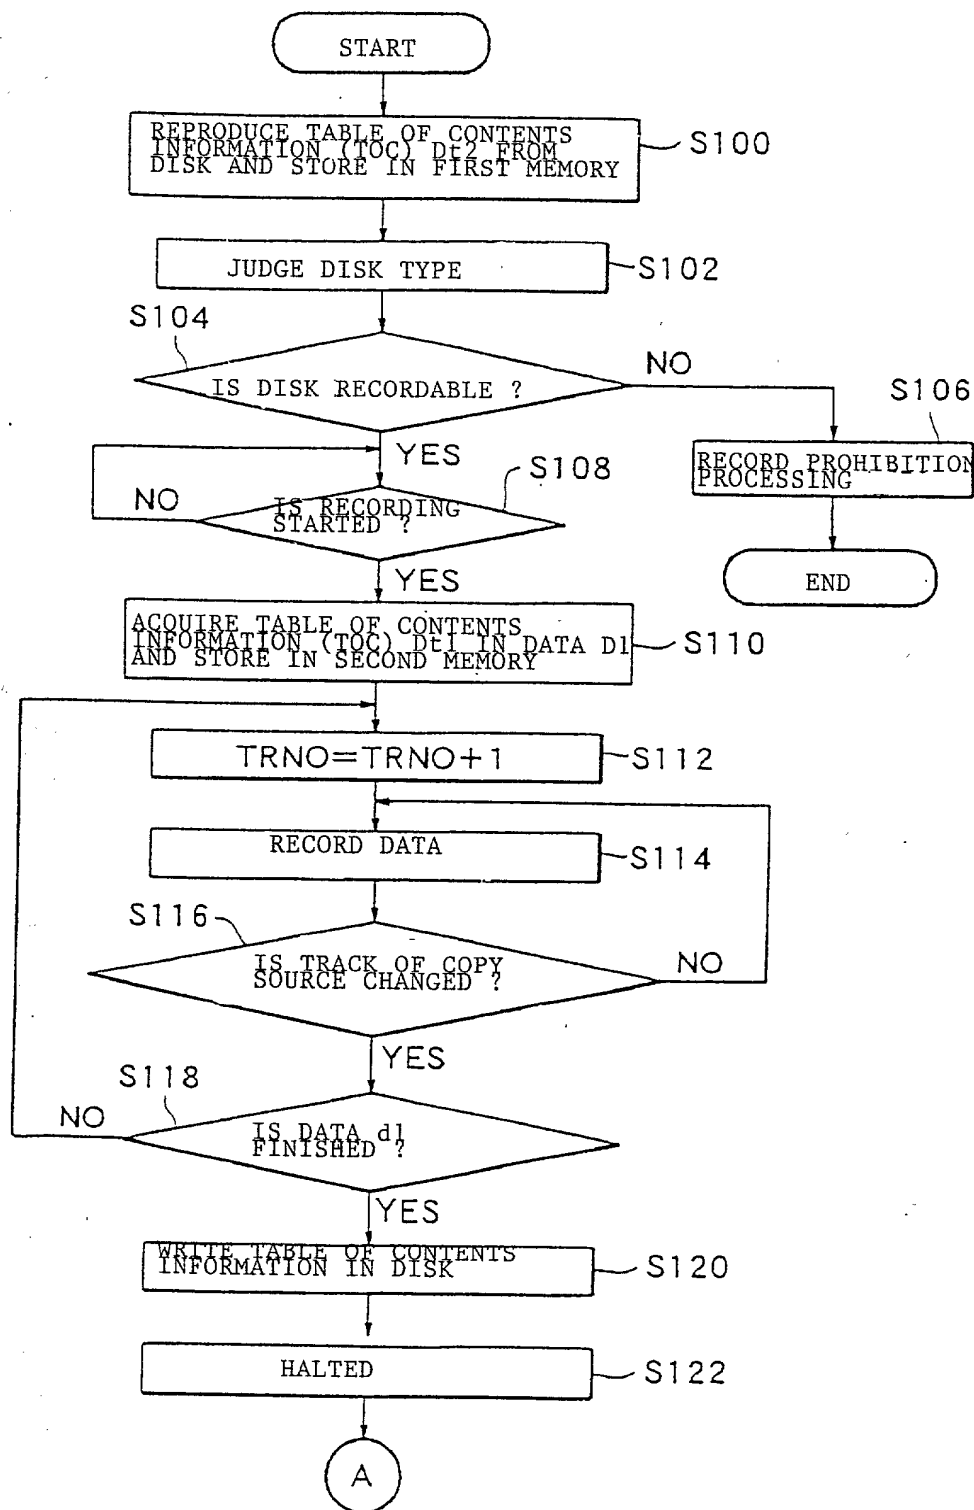 START
REPRODUCE TABLE OF CONTENTS
INFORMATION (TOC) Dt2 FROM
DISK AND STORE IN FIRST MEMORY
S100
JUDGE DISK TYPE
S102
S104
IS DISK RECORDABLE ?
NO
S106
RECORD PROHIBITION
PROCESSING
END
YES
S108
IS RECORDING
STARTED ?
NO
YES
ACQUIRE TABLE OF CONTENTS
INFORMATION (TOC) Dt1 IN DATA D1
AND STORE IN SECOND MEMORY
S110
TRNO=TRNO+1
S112
RECORD DATA
S114
S116
IS TRACK OF COPY
SOURCE CHANGED ?
NO
YES
S118
NO
IS DATA d1
FINISHED ?
YES
WRITE TABLE OF CONTENTS
INFORMATION IN DISK
S120
HALTED
S122
A